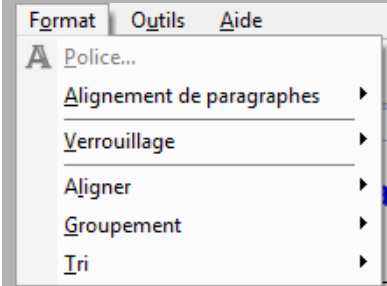 Format Outils Aide
Police...
Alignement de paragraphes
Verrouillage
Aligner
Groupement
Tri